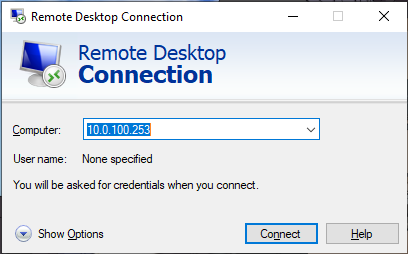 Remote Desktop Connection
Remote Desktop
Connection
Computer:
10.0.100.253
User name:
None specified
You will be asked for credentials when you connect.
Show Options
Connect
Help